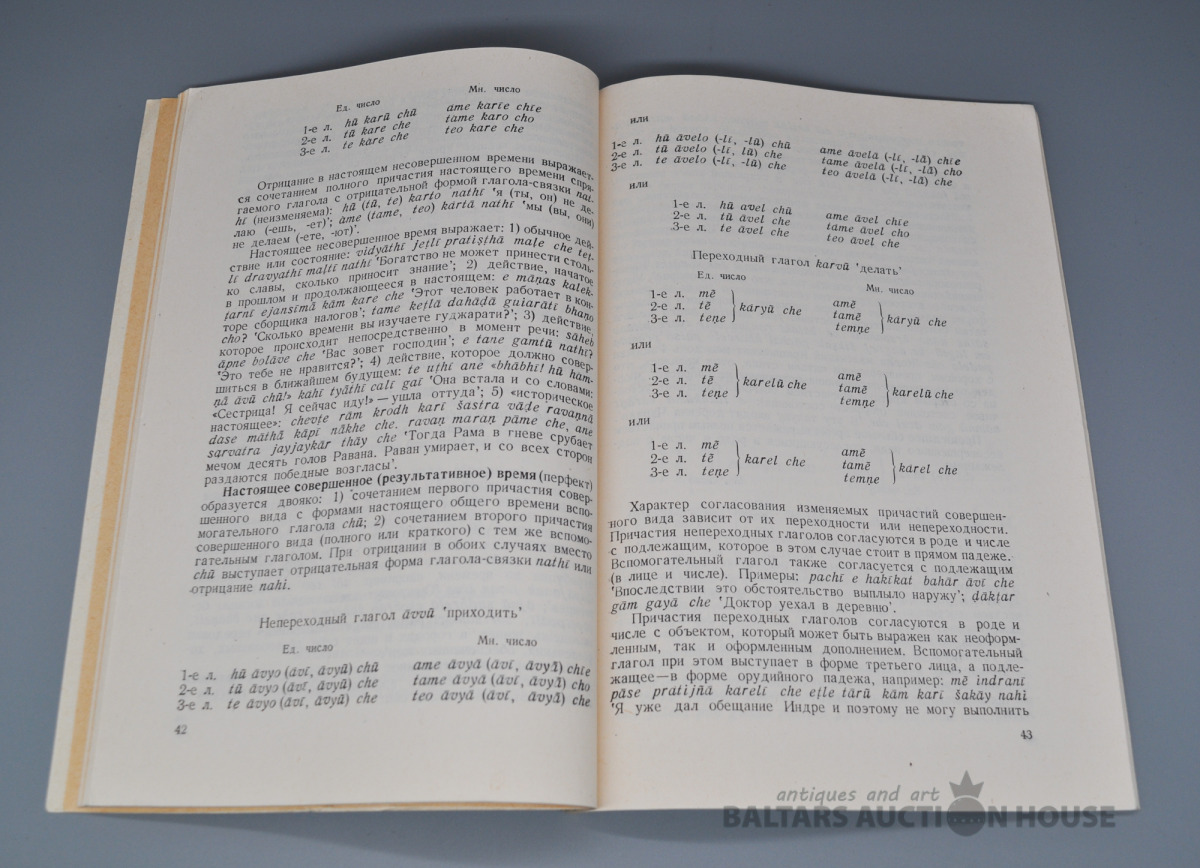 Ед. число Мн. число
1-е л. hũ karũ chũ ame karīe chīe
2-е л. tũ kare che tame karo cho
3-е л. te kare che teo kare che
Отрицание в настоящем несовершенном времени выражает-
ся сочетанием полного причастия настоящего времени спря-
гаемого глагола с отрицательной формой глагола-связки nat-
hī (неизменяема): hũ (tũ, te) karto nathī 'я (ты, он) не де-
лаю (-ешь, -ет)'; ame (tame, teo) kartā nathī 'мы (вы, они)
не делаем (-ете, -ют)'.
Настоящее несовершенное время выражает: 1) обычное дей-
ствие или состояние: vidyāthī jeṭlī pratiṣṭhā maḷe che teṭ-
lī dravyathī maḷtī nathī 'Богатство не может принести столь-
ко славы, сколько приносит знание'; 2) действие, начатое
в прошлом и продолжающееся в настоящем: e māṇas kalek-
ṭarnī ejansīmā̃ kām kare che 'Этот человек работает в кон-
торе сборщика налогов'; tame keṭlā dahāḍā guȷarātī bhaṇo
cho? 'Сколько времени вы изучаете гуджарати?'; 3) действие,
которое происходит непосредственно в момент речи: sāheb
āpne bolāve che 'Вас зовет господин'; e tane gamtũ nathī?
'Это тебе не нравится?'; 4) действие, которое должно совер-
шиться в ближайшем будущем: te uṭhī ane «bhābhī! hũ ham-
ṇā̃ āvũ chũ!» kahī tyā̃thī calī gaī 'Она встала и со словами:
«Сестрица! Я сейчас иду!» — ушла оттуда'; 5) «историческое
настоящее»: chevṭe rām krodh karī šastra vāḍe ravaṇnā
dase māthā̃ kāpī nākhe che. ravaṇ maraṇ pāme che, ane
sarvatra jayjaykār thāy che 'Тогда Рама в гневе срубает
мечом десять голов Равана. Раван умирает, и со всех сторон
раздаются победные возгласы'.
Настоящее совершенное (результативное) время (перфект)
образуется двояко: 1) сочетанием первого причастия совер-
шенного вида с формами настоящего общего времени вспо-
могательного глагола chũ; 2) сочетанием второго причастия
совершенного вида (полного или краткого) с тем же вспомо-
гательным глаголом. При отрицании в обоих случаях вместо
chũ выступает отрицательная форма глагола-связки nathī или
отрицание nahi.
Непереходный глагол āvvũ 'приходить'
Ед. число Мн. число
1-е л. hũ āvyo (āvī, āvyũ) chũ ame āvyā (āvī, āvyā̃) chīe
2-е л. tũ āvyo (āvī, āvyũ) che tame āvyā (āvī, āvyā̃) cho
3-е л. te āvyo (āvī, āvyũ) che teo āvyā (āvī, āvyā̃) che
42
или
1-е л. hũ āvelo (-lī, -lũ) chũ ame āvelā (-lī, -lā̃) chīe
2-е л. tũ āvelo (-lī, lũ) che tame āvelā (-lī, -lā̃) cho
3-е л. te āvelo (-lī, -lũ) che teo āvelā (-lī, -lā̃) che
или
1-е л. hũ āvel chũ ame āvel chīe
2-е л. tũ āvel che tame āvel cho
3-е л. te āvel che teo āvel che
Переходный глагол karvũ 'делать'
Ед. число Мн. число
1-е л. mẽ amẽ
2-е л. tẽ karyũ che tamẽ karyũ che
3-е л. teṇe temṇe
или
1-е л. mẽ amẽ
2-е л. tẽ karelũ che tamẽ karelũ che
3-е л. teṇe temṇe
или
1-е л. mẽ amẽ
2-е л. tẽ karel che tamẽ karel che
3-е л. teṇe temṇe
Характер согласования изменяемых причастий совершен-
ного вида зависит от их переходности или непереходности.
Причастия непереходных глаголов согласуются в роде и числе
с подлежащим, которое в этом случае стоит в прямом падеже.
Вспомогательный глагол также согласуется с подлежащим
(в лице и числе). Примеры: pachī e hakīkat bahār āvī che
'Впоследствии это обстоятельство выплыло наружу'; ḍākṭar
gām gayā che 'Доктор уехал в деревню'.
Причастия переходных глаголов согласуются в роде и
числе с объектом, который может быть выражен как неоформ-
ленным, так и оформленным дополнением. Вспомогательный
глагол при этом выступает в форме третьего лица, а подле-
жащее — в форме орудийного падежа, например: mẽ indranī
pāse pratijñā karelī che eṭle tārũ kām karī šakāy nahi
'Я уже дал обещание Индре и поэтому не могу выполнить
43
antiques and art
BALTARS AUCTION HOUSE